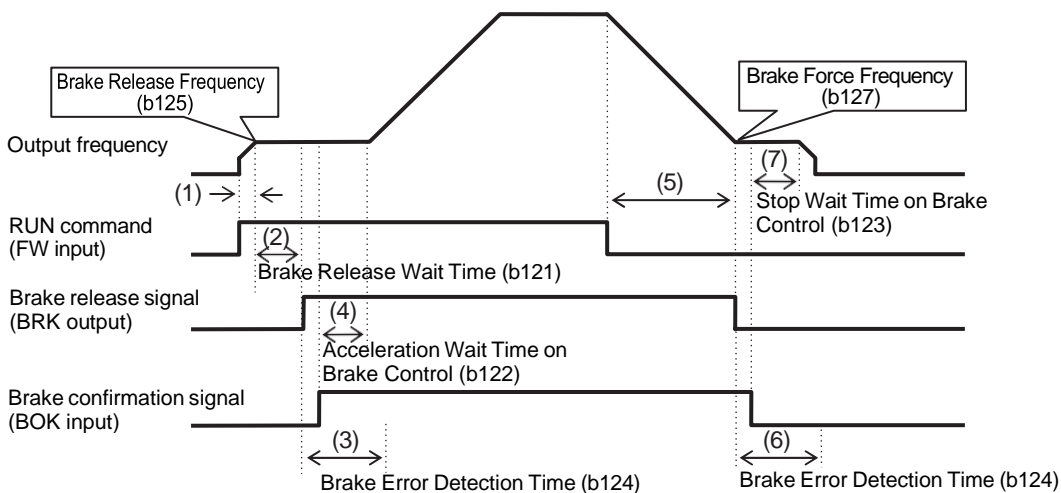 Brake Release Frequency
(b125)
Brake Force Frequency
(b127)
Output frequency
(1)
(5)
(7)
Stop Wait Time on Brake
Control (b123)
RUN command
(FW input)
(2)
Brake Release Wait Time (b121)
Brake release signal
(BRK output)
(4)
Acceleration Wait Time on
Brake Control (b122)
Brake confirmation signal
(BOK input)
(3)
(6)
Brake Error Detection Time (b124)
Brake Error Detection Time (b124)